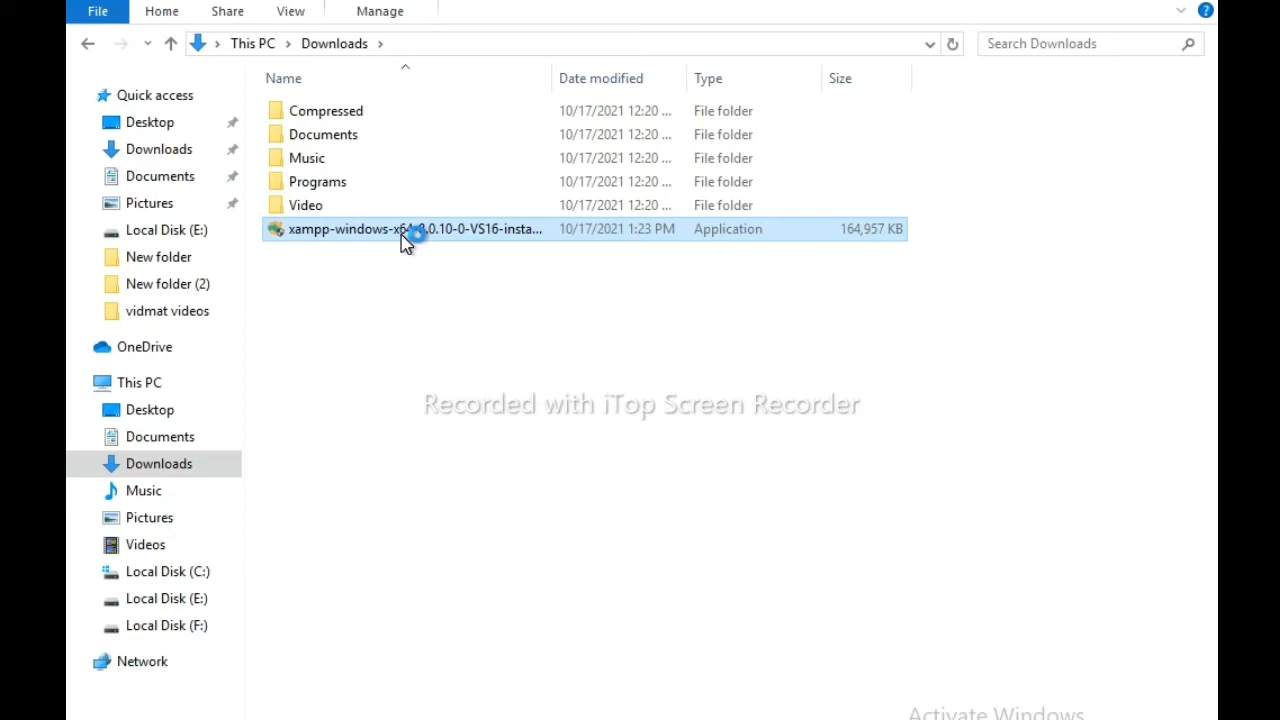 File Home Share View Manage
This PC Downloads
Search Downloads
Name Date modified Type Size
Quick access
Desktop
Downloads
Documents
Pictures
Local Disk (E:)
New folder
New folder (2)
vidmat videos
OneDrive
This PC
Desktop
Documents
Downloads
Music
Pictures
Videos
Local Disk (C:)
Local Disk (E:)
Local Disk (F:)
Network
Compressed 10/17/2021 12:20 ... File folder
Documents 10/17/2021 12:20 ... File folder
Music 10/17/2021 12:20 ... File folder
Programs 10/17/2021 12:20 ... File folder
Video 10/17/2021 12:20 ... File folder
xampp-windows-x64-8.0.10-0-VS16-insta... 10/17/2021 1:23 PM Application 164,957 KB
Recorded with iTop Screen Recorder
Activate Windows